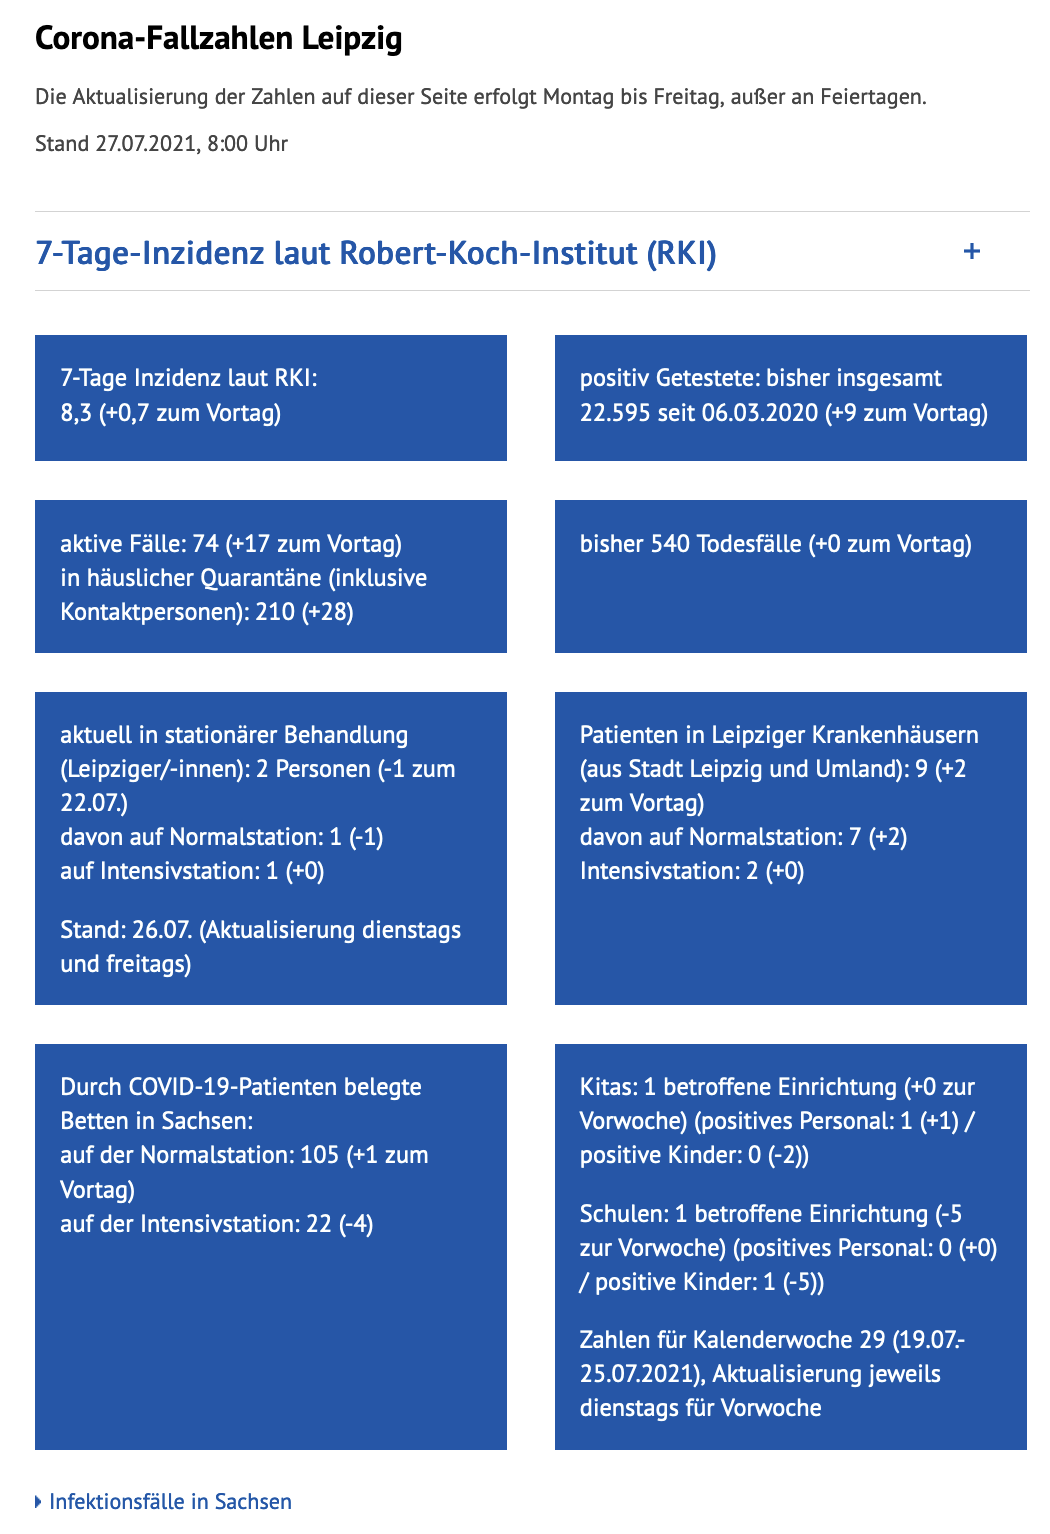 Corona-Fallzahlen Leipzig
Die Aktualisierung der Zahlen auf dieser Seite erfolgt Montag bis Freitag, außer an Feiertagen.
Stand 27.07.2021, 8:00 Uhr
7-Tage-Inzidenz laut Robert-Koch-Institut (RKI)
+
7-Tage Inzidenz laut RKI:
8,3 (+0,7 zum Vortag)
positiv Getestete: bisher insgesamt
22.595 seit 06.03.2020 (+9 zum Vortag)
aktive Fälle: 74 (+17 zum Vortag)
in häuslicher Quarantäne (inklusive
Kontaktpersonen): 210 (+28)
bisher 540 Todesfälle (+0 zum Vortag)
aktuell in stationärer Behandlung
(Leipziger/-innen): 2 Personen (-1 zum
22.07.)
davon auf Normalstation: 1 (-1)
auf Intensivstation: 1 (+0)
Stand: 26.07. (Aktualisierung dienstags
und freitags)
Patienten in Leipziger Krankenhäusern
(aus Stadt Leipzig und Umland): 9 (+2
zum Vortag)
davon auf Normalstation: 7 (+2)
Intensivstation: 2 (+0)
Durch COVID-19-Patienten belegte
Betten in Sachsen:
auf der Normalstation: 105 (+1 zum
Vortag)
auf der Intensivstation: 22 (-4)
Kitas: 1 betroffene Einrichtung (+0 zur
Vorwoche) (positives Personal: 1 (+1) /
positive Kinder: 0 (-2))
Schulen: 1 betroffene Einrichtung (-5
zur Vorwoche) (positives Personal: 0 (+0)
/ positive Kinder: 1 (-5))
Zahlen für Kalenderwoche 29 (19.07.-
25.07.2021), Aktualisierung jeweils
dienstags für Vorwoche
Infektionsfälle in Sachsen